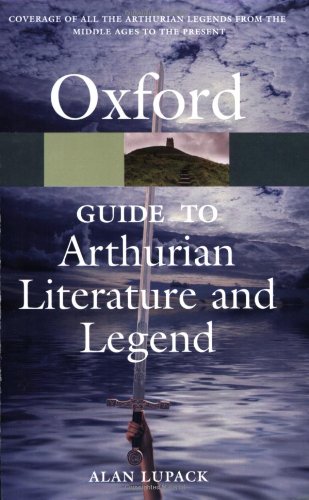 COVERAGE OF ALL THE ARTHURIAN LEGENDS FROM THE
MIDDLE AGES TO THE PRESENT
Oxford
GUIDE TO
Arthurian
Literature and
Legend
ALAN LUPACK